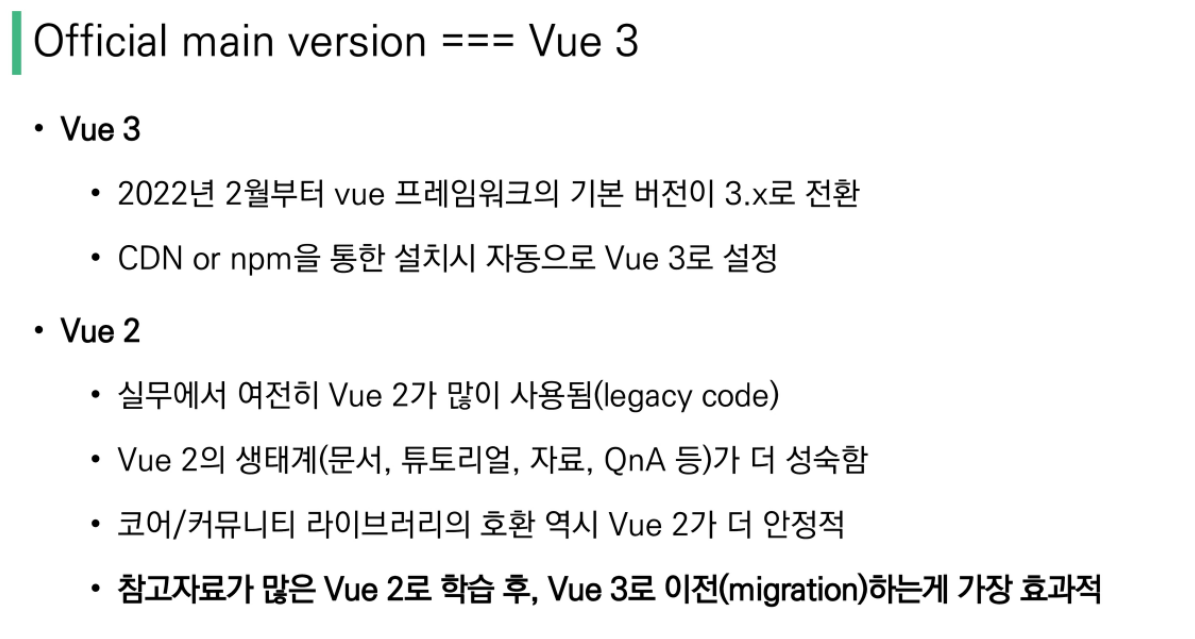 Official main version === Vue 3
• Vue 3
• 2022년 2월부터 vue 프레임워크의 기본 버전이 3.x로 전환
• CDN or npm을 통한 설치시 자동으로 Vue 3로 설정
• Vue 2
• 실무에서 여전히 Vue 2가 많이 사용됨(legacy code)
• Vue 2의 생태계(문서, 튜토리얼, 자료, QnA 등)가 더 성숙함
• 코어/커뮤니티 라이브러리의 호환 역시 Vue 2가 더 안정적
• 참고자료가 많은 Vue 2로 학습 후, Vue 3로 이전(migration)하는게 가장 효과적